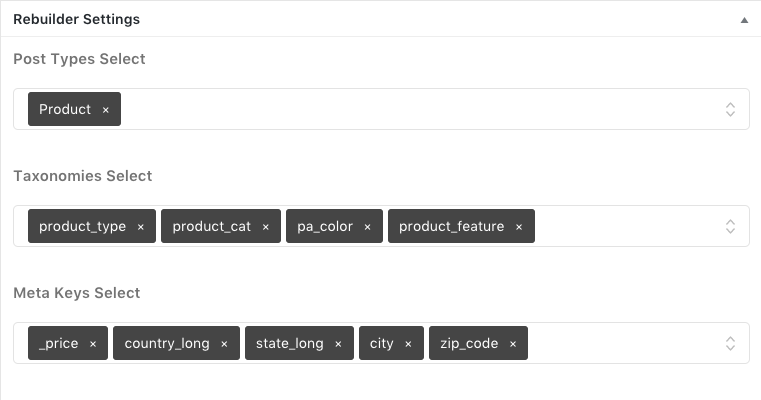 Rebuilder Settings ▲
Post Types Select
Product ×
Taxonomies Select
product_type × product_cat × pa_color × product_feature ×
Meta Keys Select
_price × country_long × state_long × city × zip_code ×